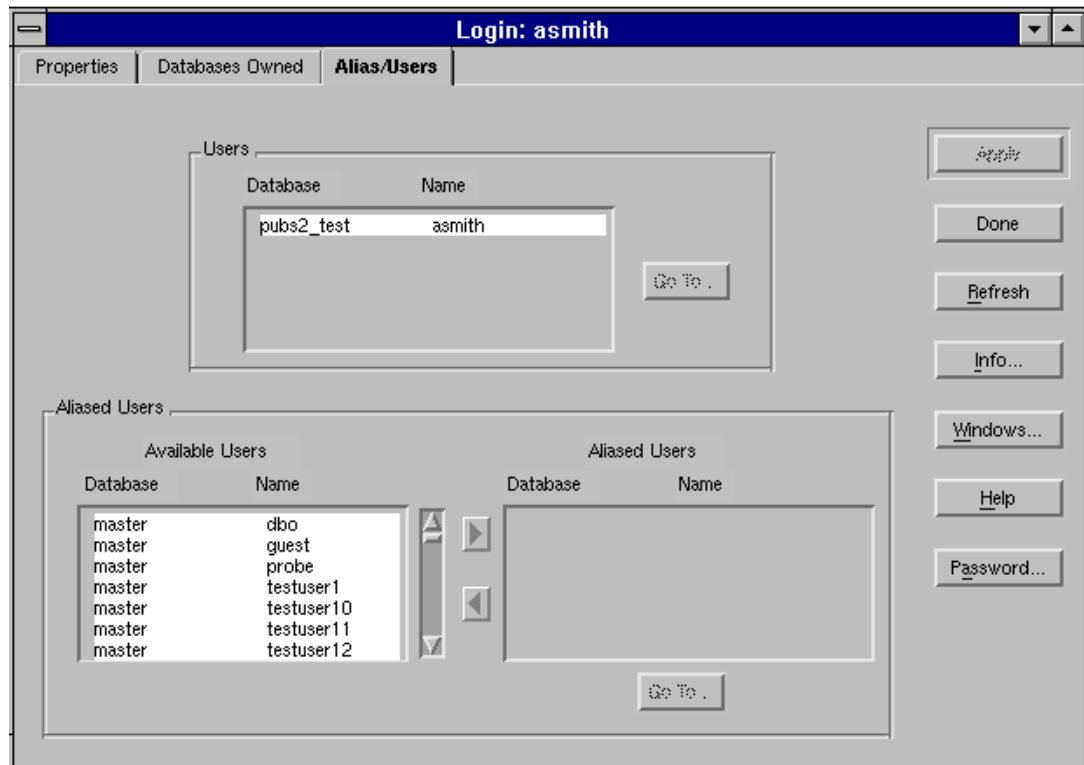 Login: asmith
Properties Databases Owned Alias/Users
Users
Database Name
pubs2_test asmith
Go To .
Apply
Done
Refresh
Info...
Windows...
Help
Password...
Aliased Users
Available Users
Database Name
master dbo
master guest
master probe
master testuser1
master testuser10
master testuser11
master testuser12
Aliased Users
Database Name
Go To .